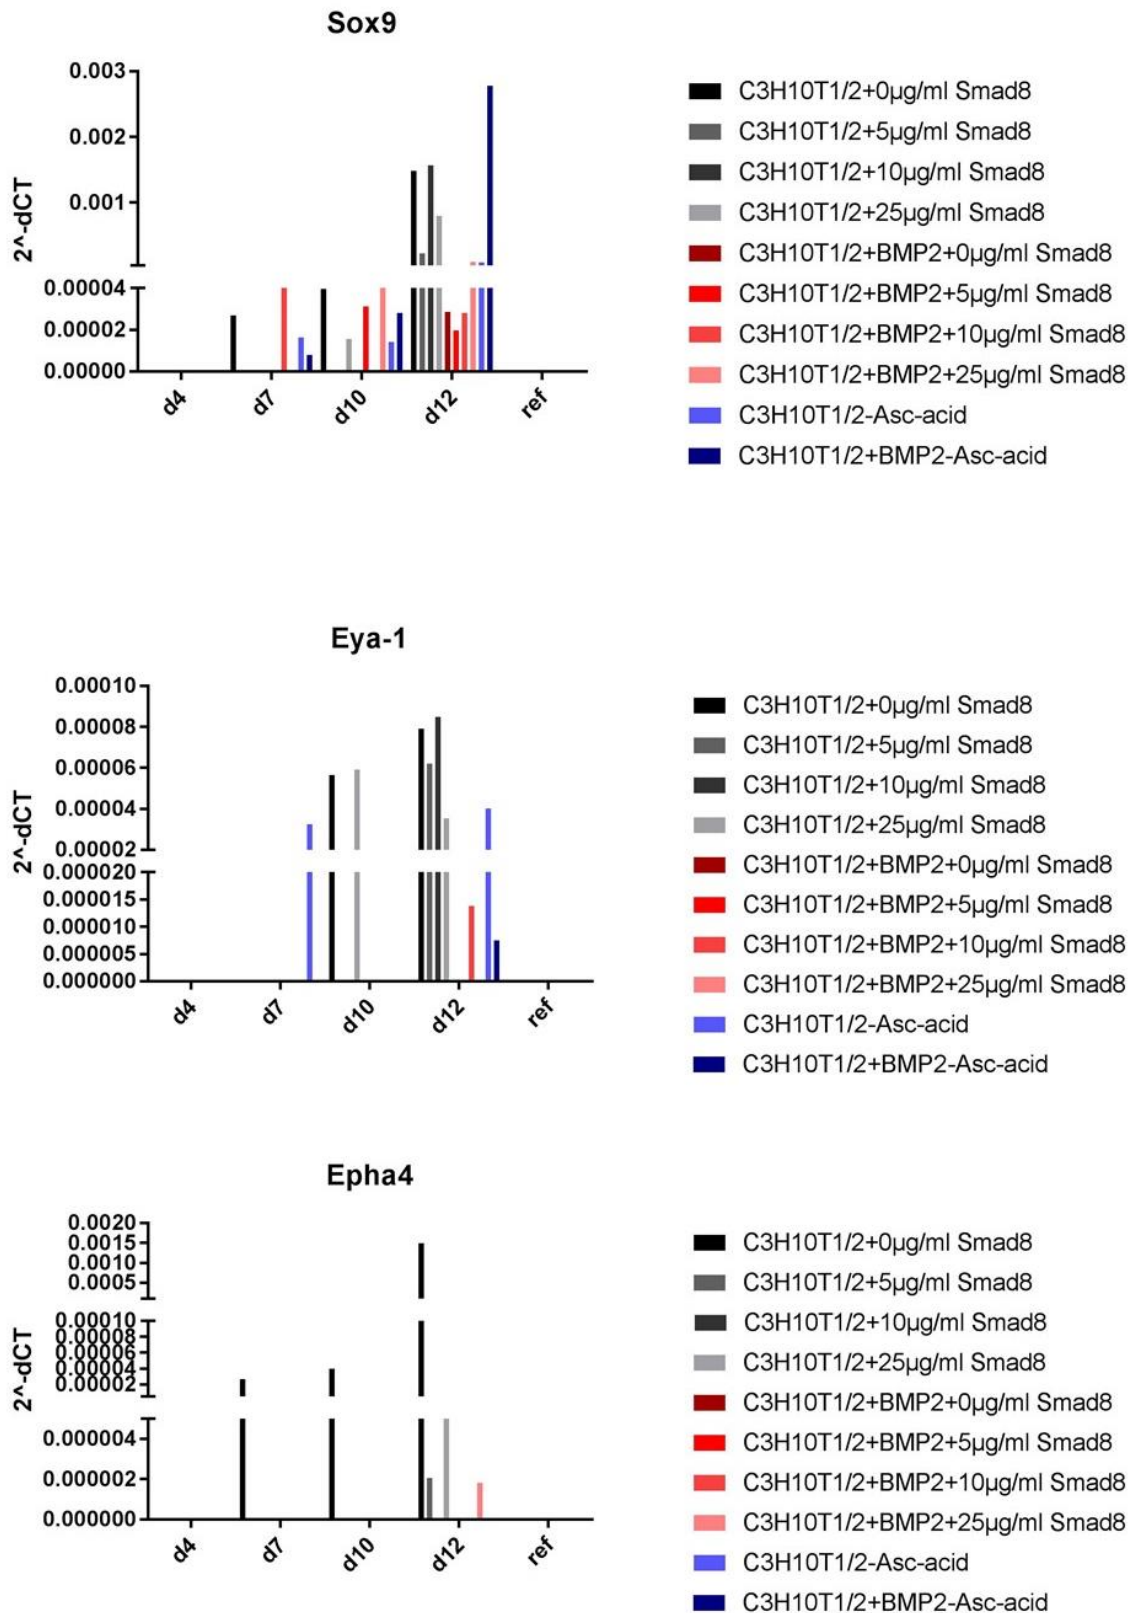 Sox9
2^-dCT
0.003
0.002
0.001
0.00004
0.00002
0.00000
d4 d7 d10 d12 ref
C3H10T1/2+0µg/ml Smad8
C3H10T1/2+5µg/ml Smad8
C3H10T1/2+10µg/ml Smad8
C3H10T1/2+25µg/ml Smad8
C3H10T1/2+BMP2+0µg/ml Smad8
C3H10T1/2+BMP2+5µg/ml Smad8
C3H10T1/2+BMP2+10µg/ml Smad8
C3H10T1/2+BMP2+25µg/ml Smad8
C3H10T1/2-Asc-acid
C3H10T1/2+BMP2-Asc-acid
Eya-1
2^-dCT
0.00010
0.00008
0.00006
0.00004
0.00002
0.000020
0.000015
0.000010
0.000005
0.000000
d4 d7 d10 d12 ref
C3H10T1/2+0µg/ml Smad8
C3H10T1/2+5µg/ml Smad8
C3H10T1/2+10µg/ml Smad8
C3H10T1/2+25µg/ml Smad8
C3H10T1/2+BMP2+0µg/ml Smad8
C3H10T1/2+BMP2+5µg/ml Smad8
C3H10T1/2+BMP2+10µg/ml Smad8
C3H10T1/2+BMP2+25µg/ml Smad8
C3H10T1/2-Asc-acid
C3H10T1/2+BMP2-Asc-acid
Epha4
2^-dCT
0.0020
0.0015
0.0010
0.0005
0.00010
0.00008
0.00006
0.00004
0.00002
0.000004
0.000002
0.000000
d4 d7 d10 d12 ref
C3H10T1/2+0µg/ml Smad8
C3H10T1/2+5µg/ml Smad8
C3H10T1/2+10µg/ml Smad8
C3H10T1/2+25µg/ml Smad8
C3H10T1/2+BMP2+0µg/ml Smad8
C3H10T1/2+BMP2+5µg/ml Smad8
C3H10T1/2+BMP2+10µg/ml Smad8
C3H10T1/2+BMP2+25µg/ml Smad8
C3H10T1/2-Asc-acid
C3H10T1/2+BMP2-Asc-acid